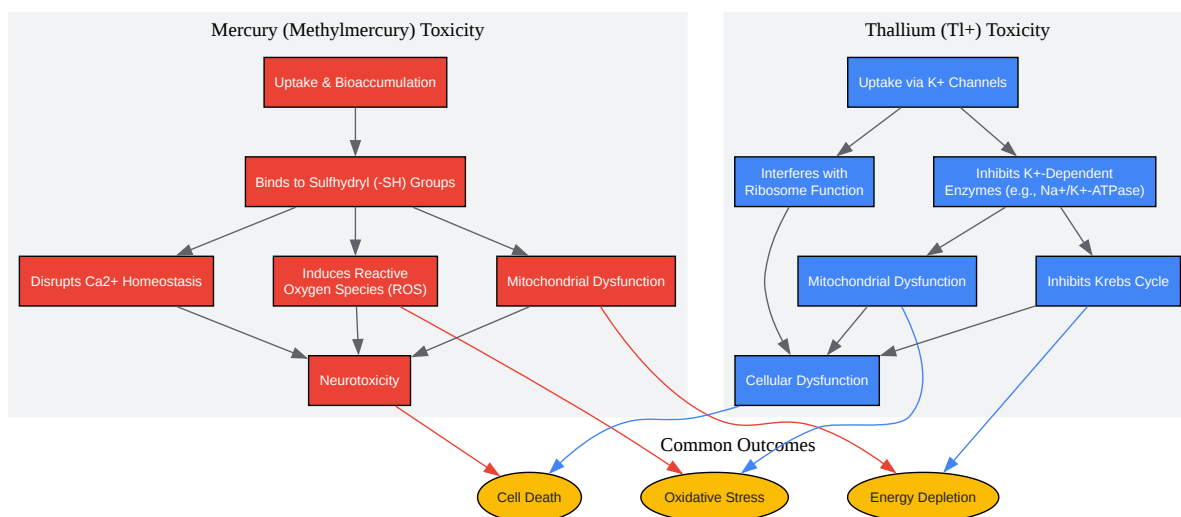 Mercury (Methylmercury) Toxicity
Thallium (Tl+) Toxicity
Uptake & Bioaccumulation
Uptake via K+ Channels
Binds to Sulfhydryl (-SH) Groups
Interferes with
Ribosome Function
Inhibits K+-Dependent
Enzymes (e.g., Na+/K+-ATPase)
Disrupts Ca2+ Homeostasis
Induces Reactive
Oxygen Species (ROS)
Mitochondrial Dysfunction
Mitochondrial Dysfunction
Inhibits Krebs Cycle
Neurotoxicity
Cellular Dysfunction
Common Outcomes
Cell Death
Oxidative Stress
Energy Depletion